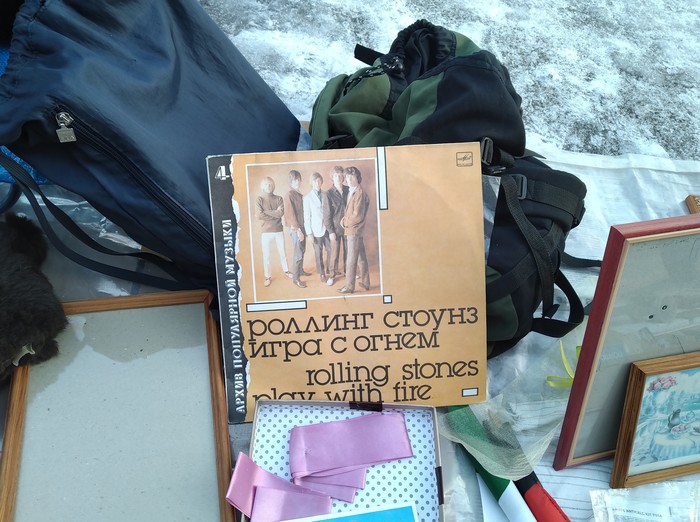 4
АРХИВ ПОПУЛЯРНОЙ МУЗЫКИ
РОЛЛИНГ СТОУНЗ
ИГРА С ОГНЕМ
rolling stones
play with fire